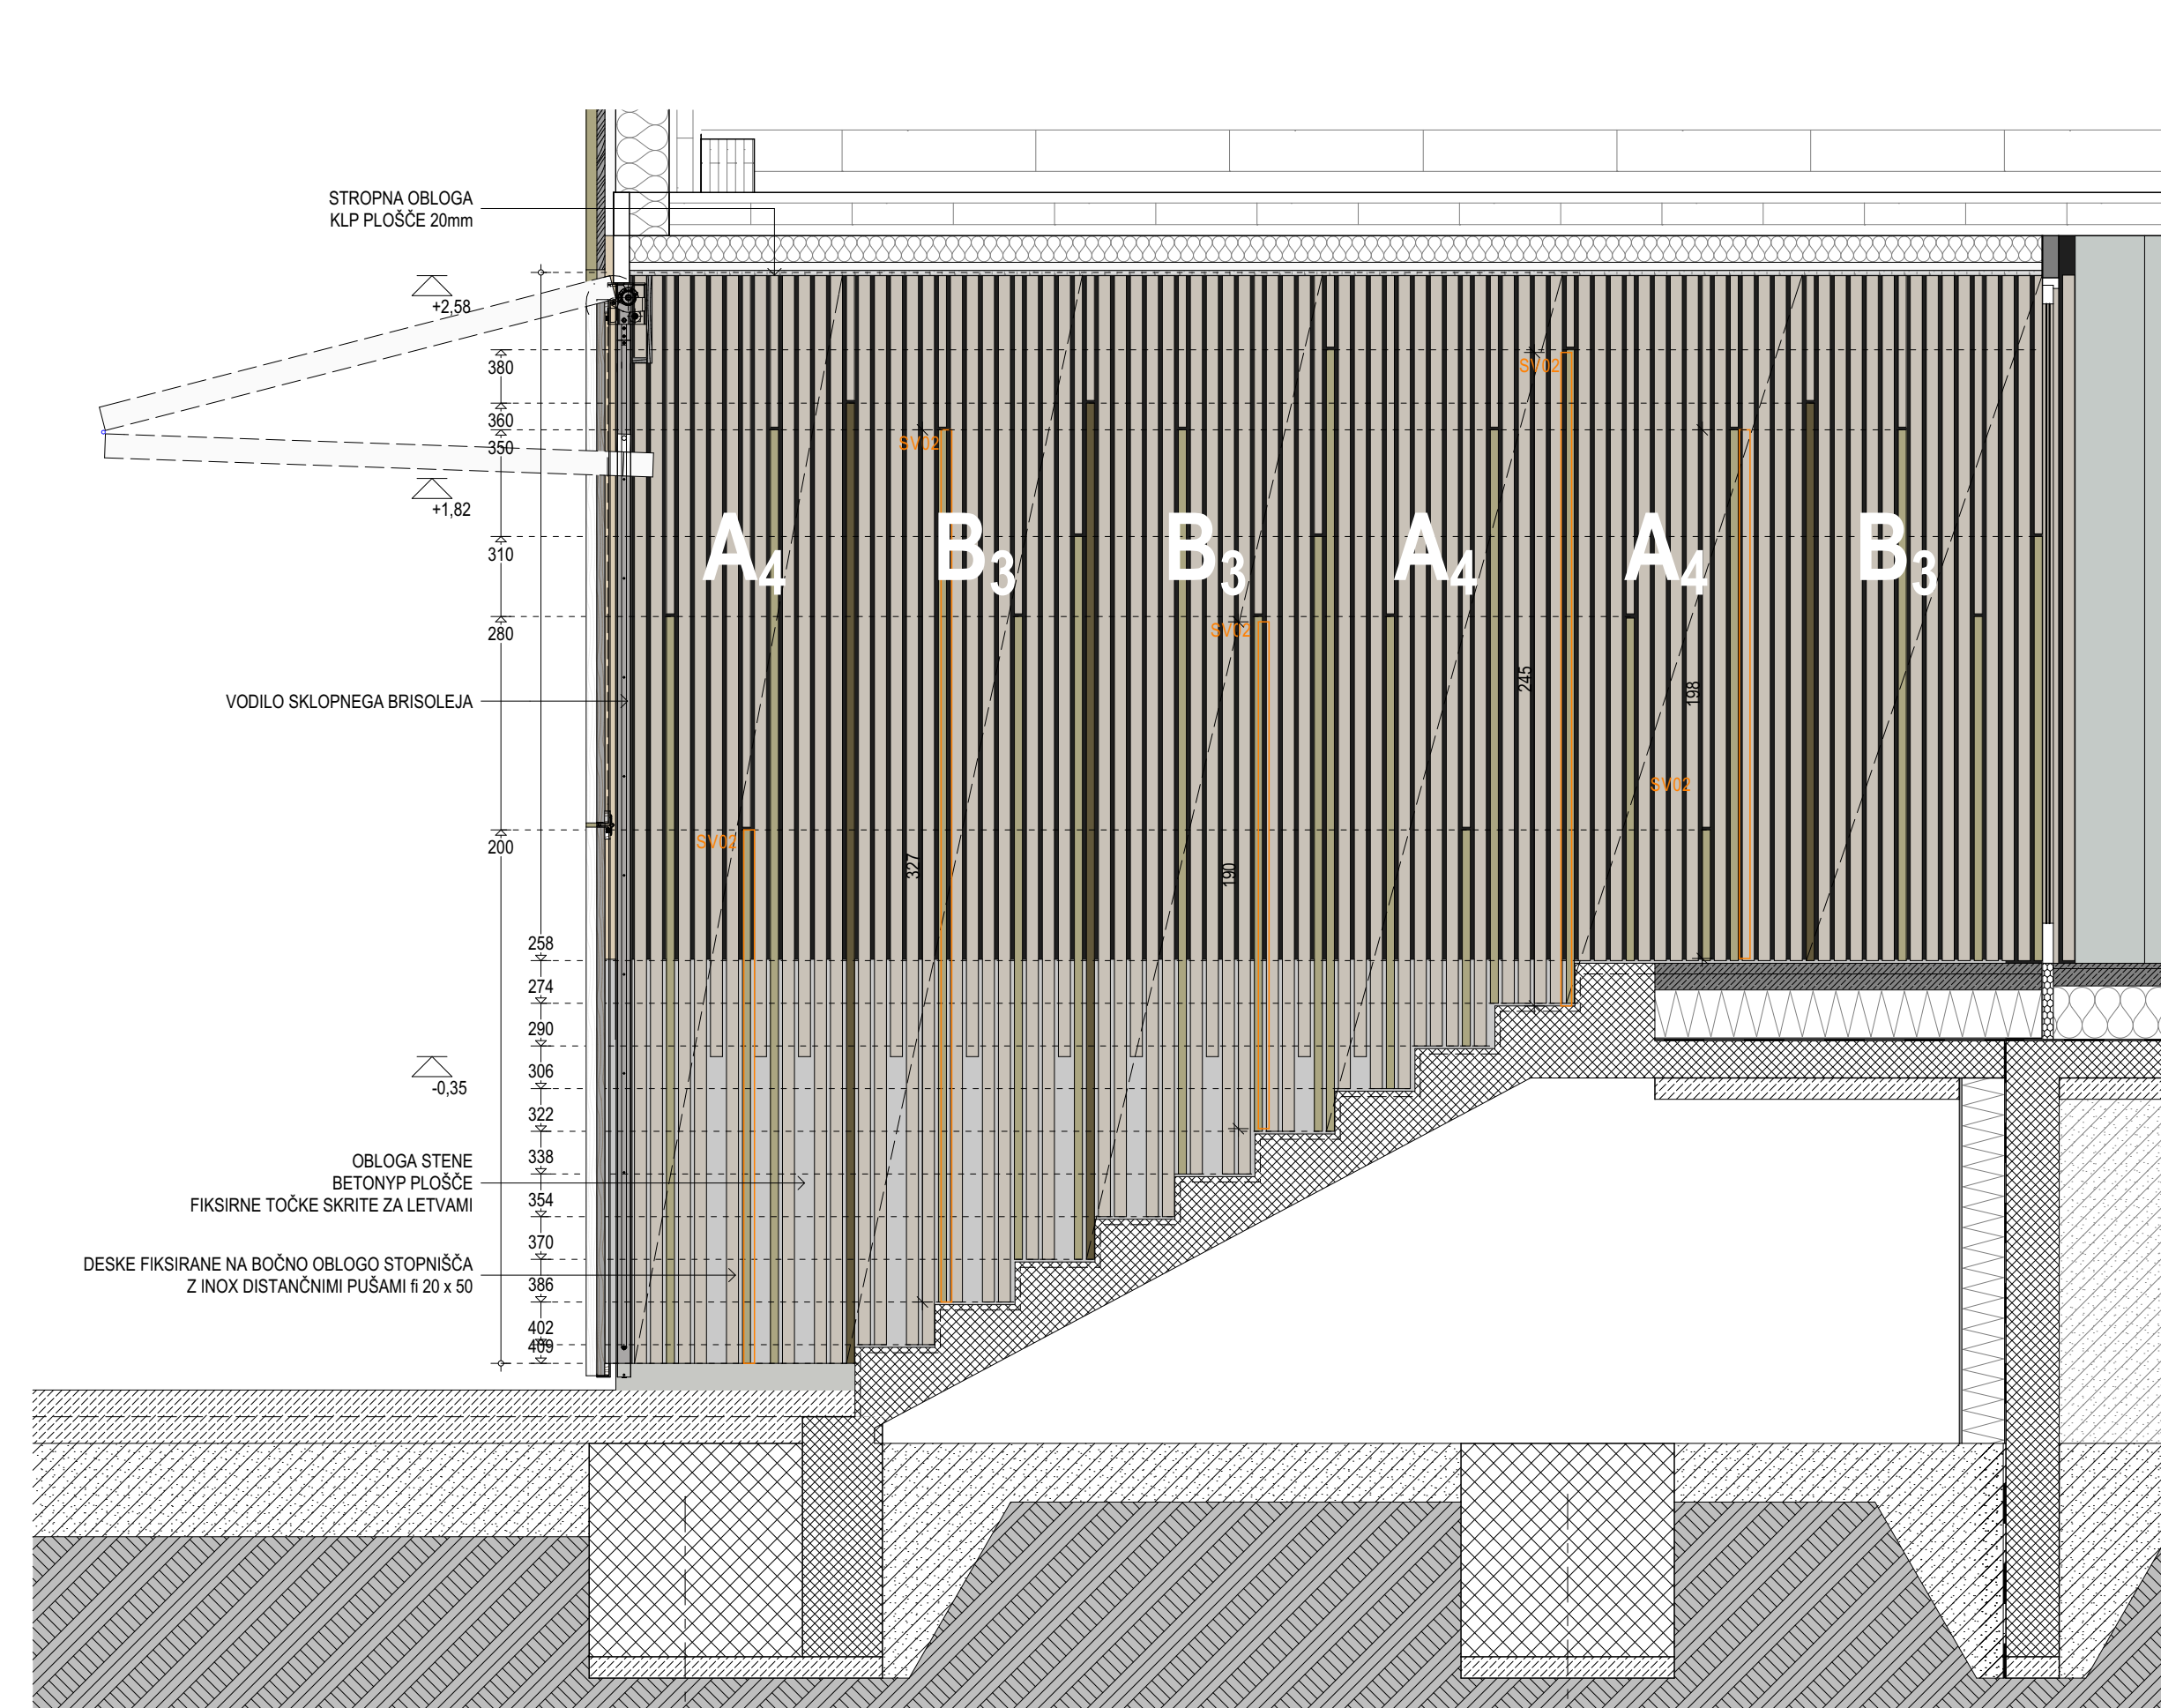 STROPNA OBLOGA
KLP PLOŠČE 20mm
+2,58
380
360
350
+1,82
310
280
VODILO SKLOPNEGA BRISOLEJA
200
258
274
290
306
-0,35
322
338
354
370
386
402
409
OBLOGA STENE
BETONYP PLOŠČE
FIKSIRNE TOČKE SKRITE ZA LETVAMI
DESKE FIKSIRANE NA BOČNO OBLOGO STOPNIŠČA
Z INOX DISTANČNIMI PUŠAMI fi 20 x 50
A4 B3 B3 A4 A4 B3
SV02
SV02
SV02
SV02
SV02
327
190
245
198